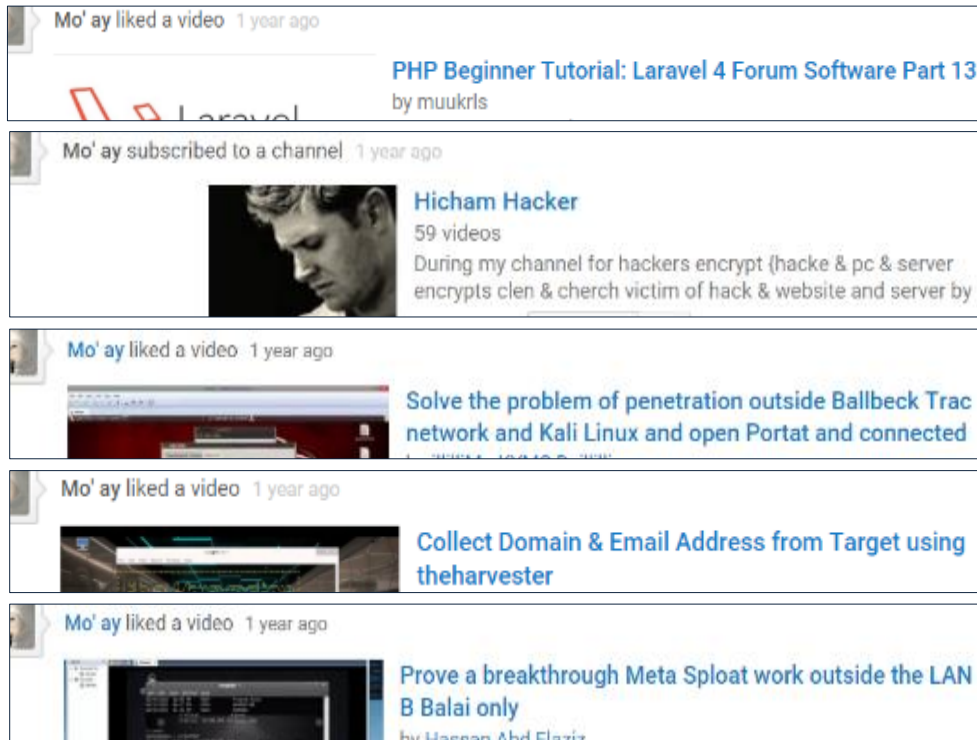 Mo' ay liked a video 1 year ago
PHP Beginner Tutorial: Laravel 4 Forum Software Part 13
by muukrls
Laravel
Mo' ay subscribed to a channel 1 year ago
Hicham Hacker
59 videos
During my channel for hackers encrypt {hacke & pc & server
encrypts clen & cherch victim of hack & website and server by
Mo' ay liked a video 1 year ago
Solve the problem of penetration outside Ballbeck Trac
network and Kali Linux and open Portat and connected
Mo' ay liked a video 1 year ago
Collect Domain & Email Address from Target using
theharvester
Mo' ay liked a video 1 year ago
Prove a breakthrough Meta Sploat work outside the LAN
B Balai only
by Hassan Abd Elaziz